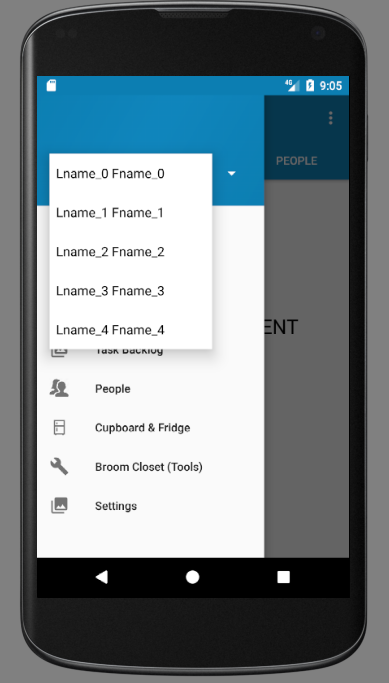 4G 9:05
PEOPLE
Lname_0 Fname_0
Lname_1 Fname_1
Lname_2 Fname_2
Lname_3 Fname_3
ENT
Lname_4 Fname_4
Task Backlog
People
Cupboard & Fridge
Broom Closet (Tools)
Settings